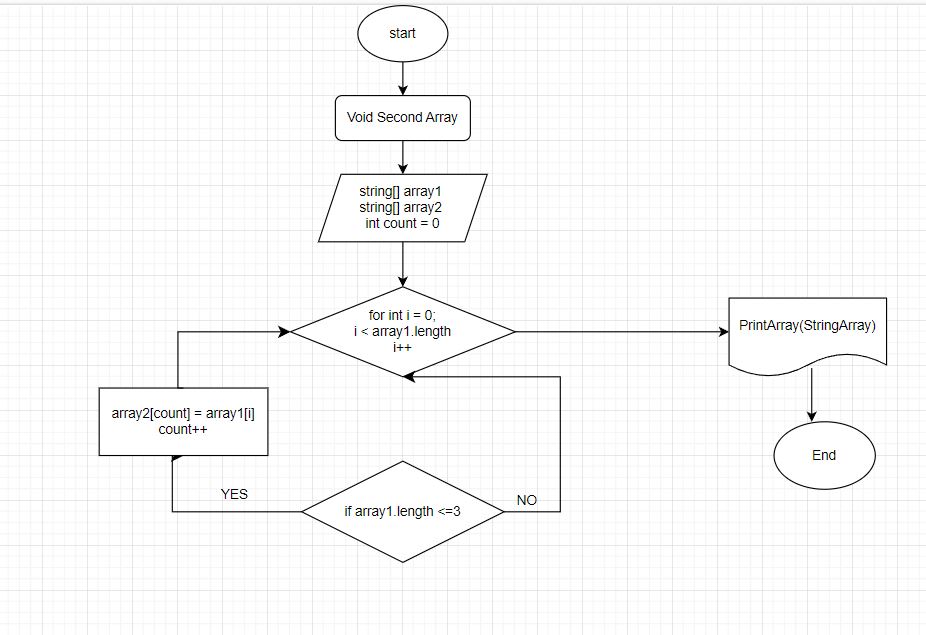 start
Void Second Array
string[] array1
string[] array2
int count = 0
for int i = 0;
i < array1.length
i++
PrintArray(StringArray)
array2[count] = array1[i]
count++
End
YES
NO
if array1.length <=3